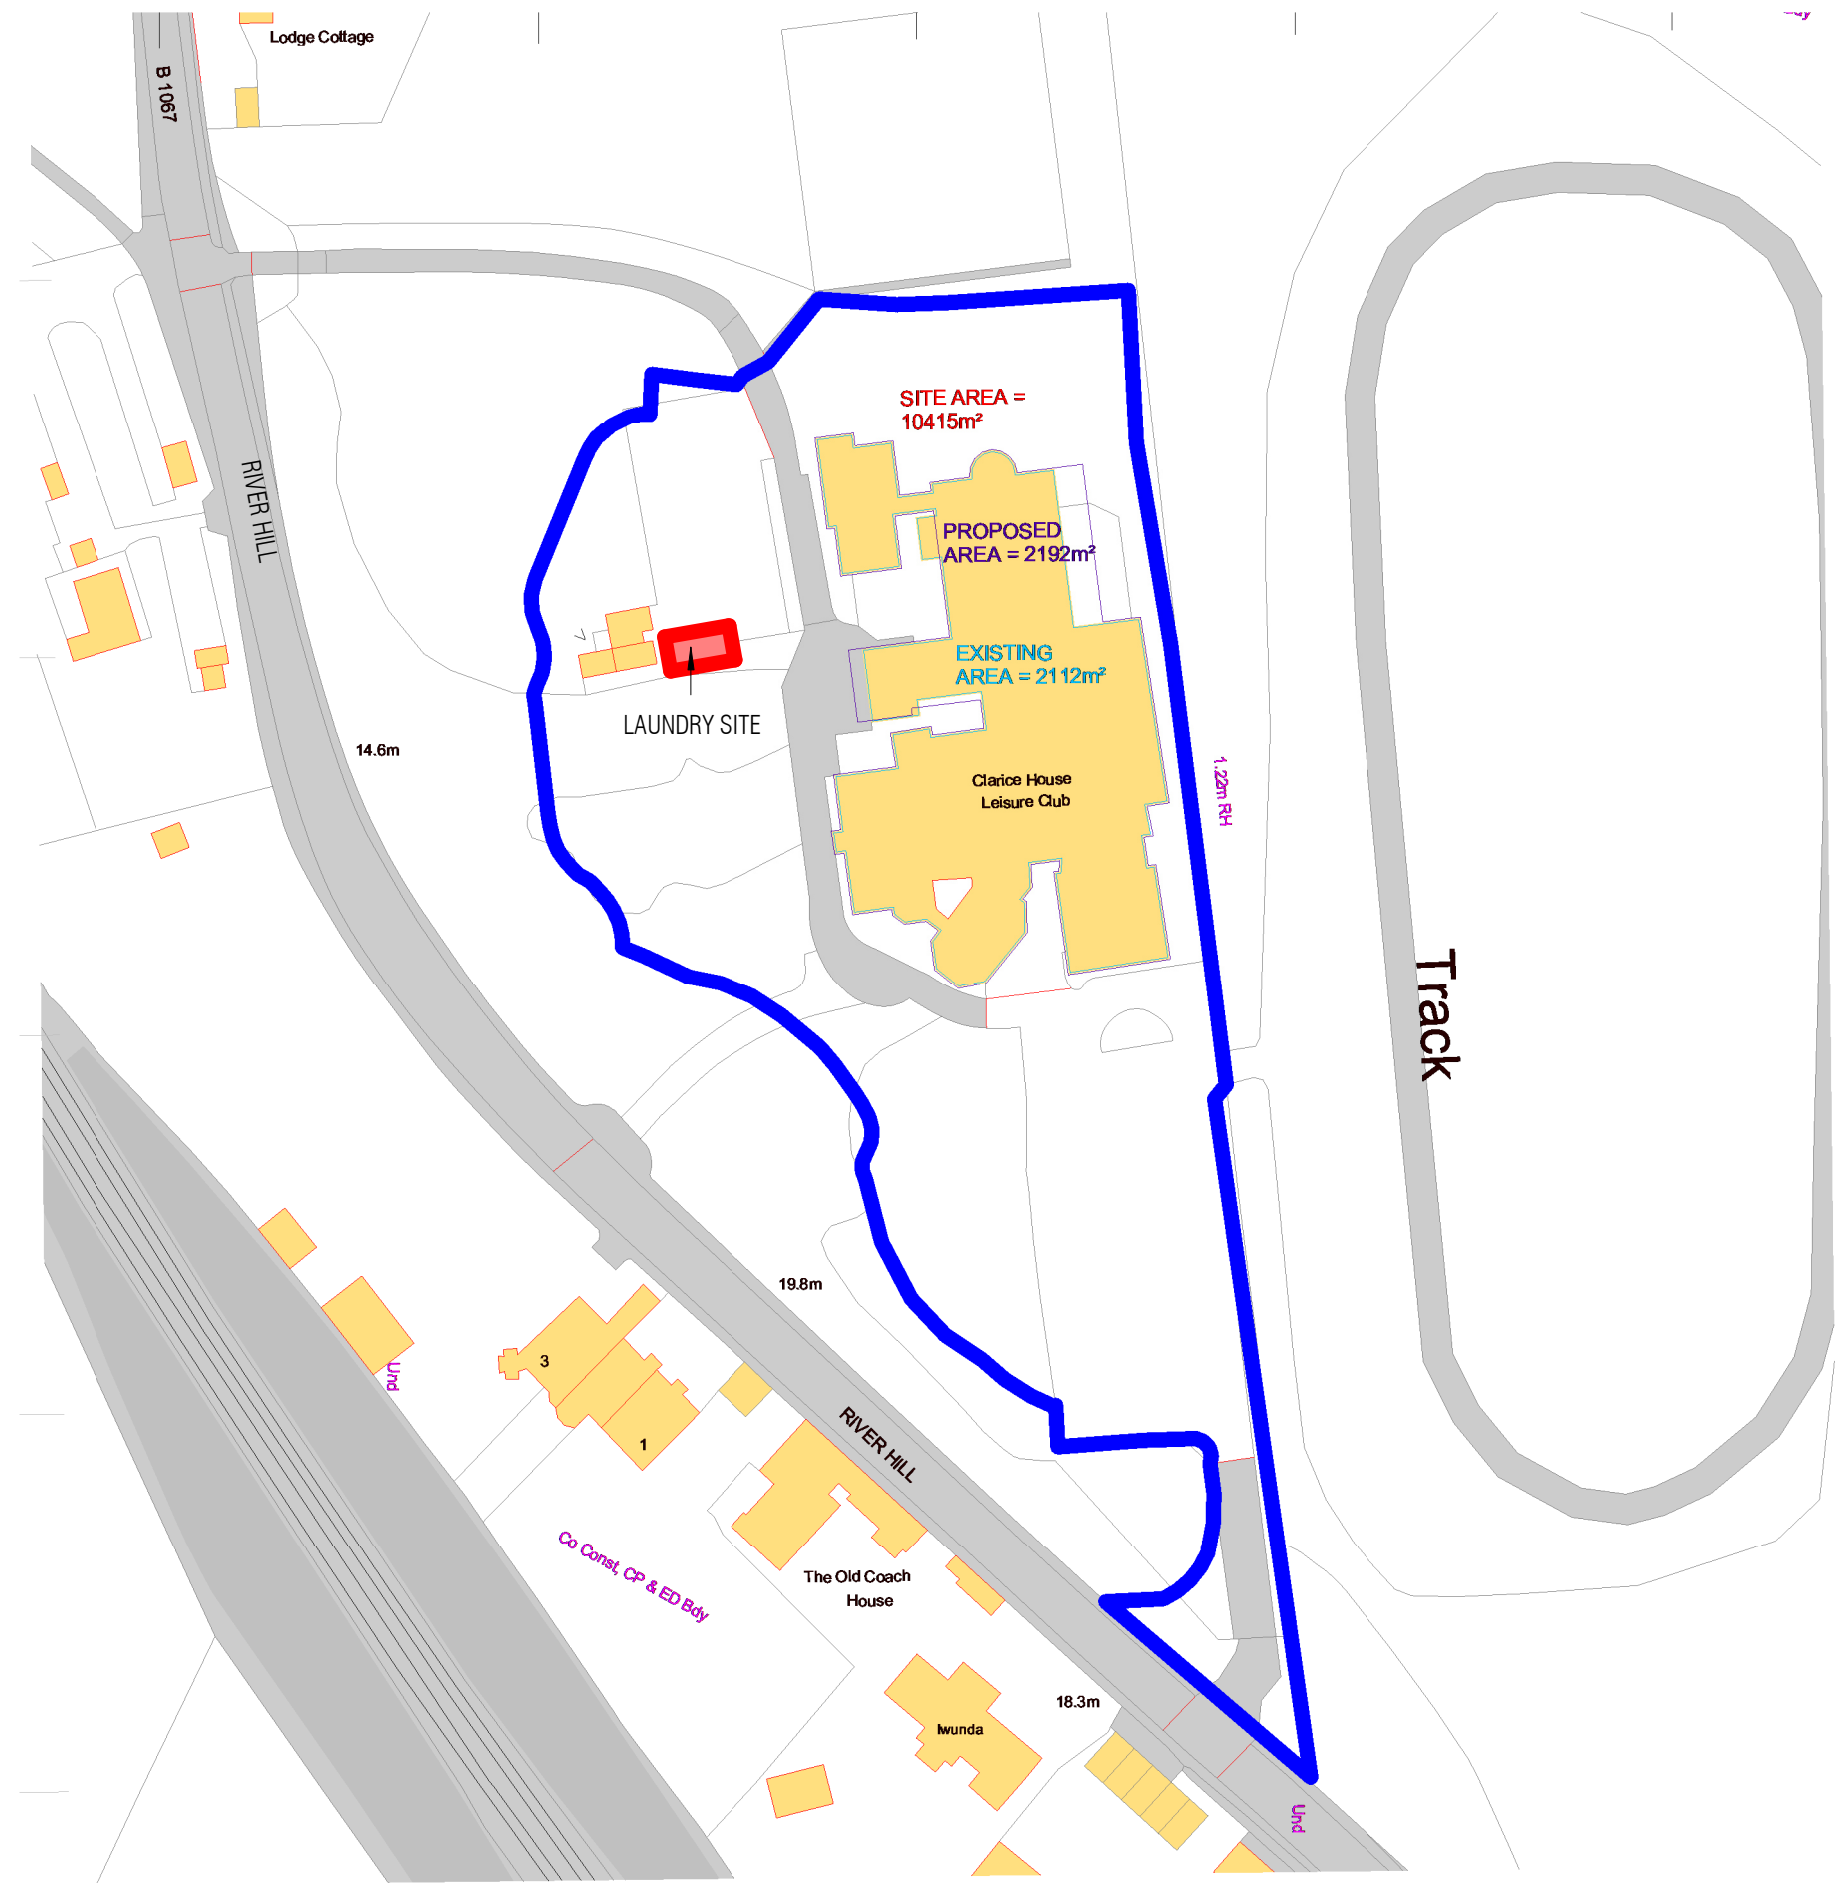 Lodge Cottage
B 1067
SITE AREA =
10415m²
RIVER HILL
PROPOSED
AREA = 2192m²
EXISTING
AREA = 2112m²
LAUNDRY SITE
14.6m
Clarice House
Leisure Club
1.22m RH
Track
19.8m
3
Und
1
RIVER HILL
Co Const, CP & ED Bdy
The Old Coach
House
18.3m
Iwunda
Und